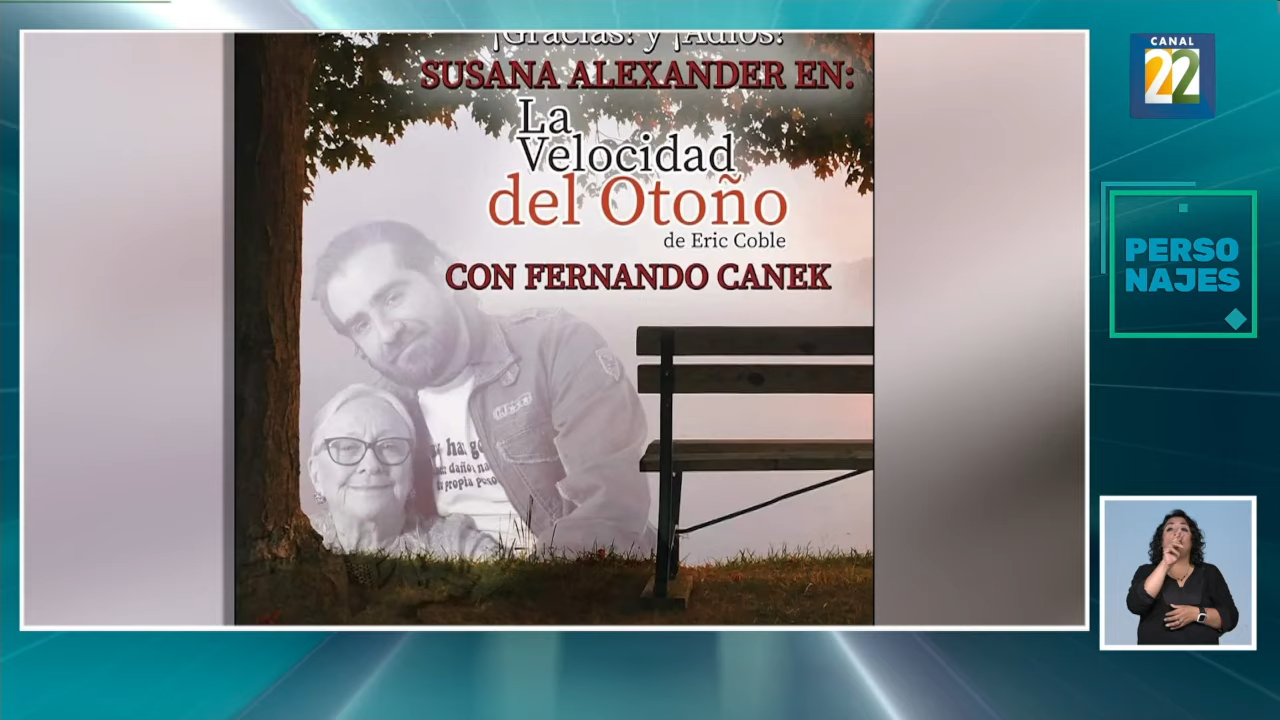 ¡Gracias! y ¡Adiós!
SUSANA ALEXANDER EN:
La
Velocidad
del Otoño
de Eric Coble
CON FERNANDO CANEK
CANAL
22
PERSO
NAJES